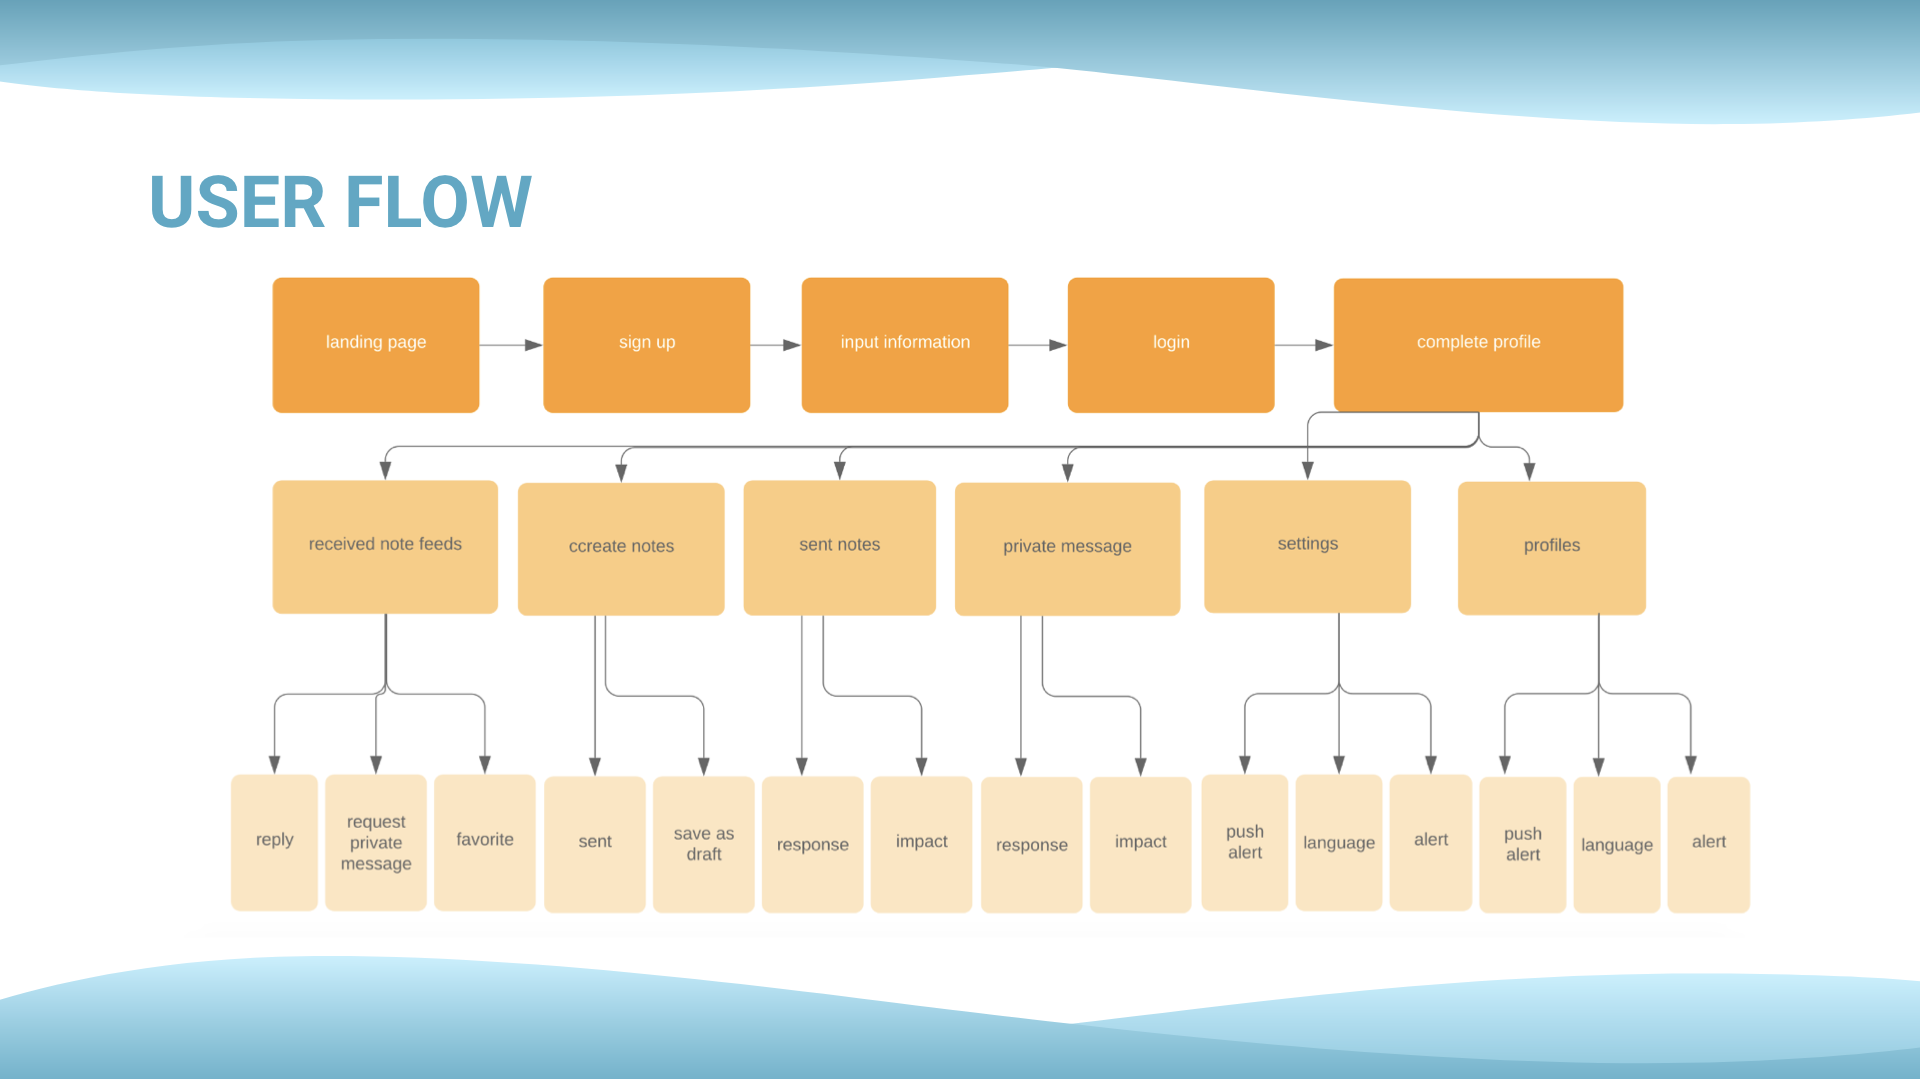 USER FLOW
landing page
sign up
input information
login
complete profile
received note feeds
ccreate notes
sent notes
private message
settings
profiles
reply
request
private
message
favorite
sent
save as
draft
response
impact
response
impact
push
alert
language
alert
push
alert
language
alert